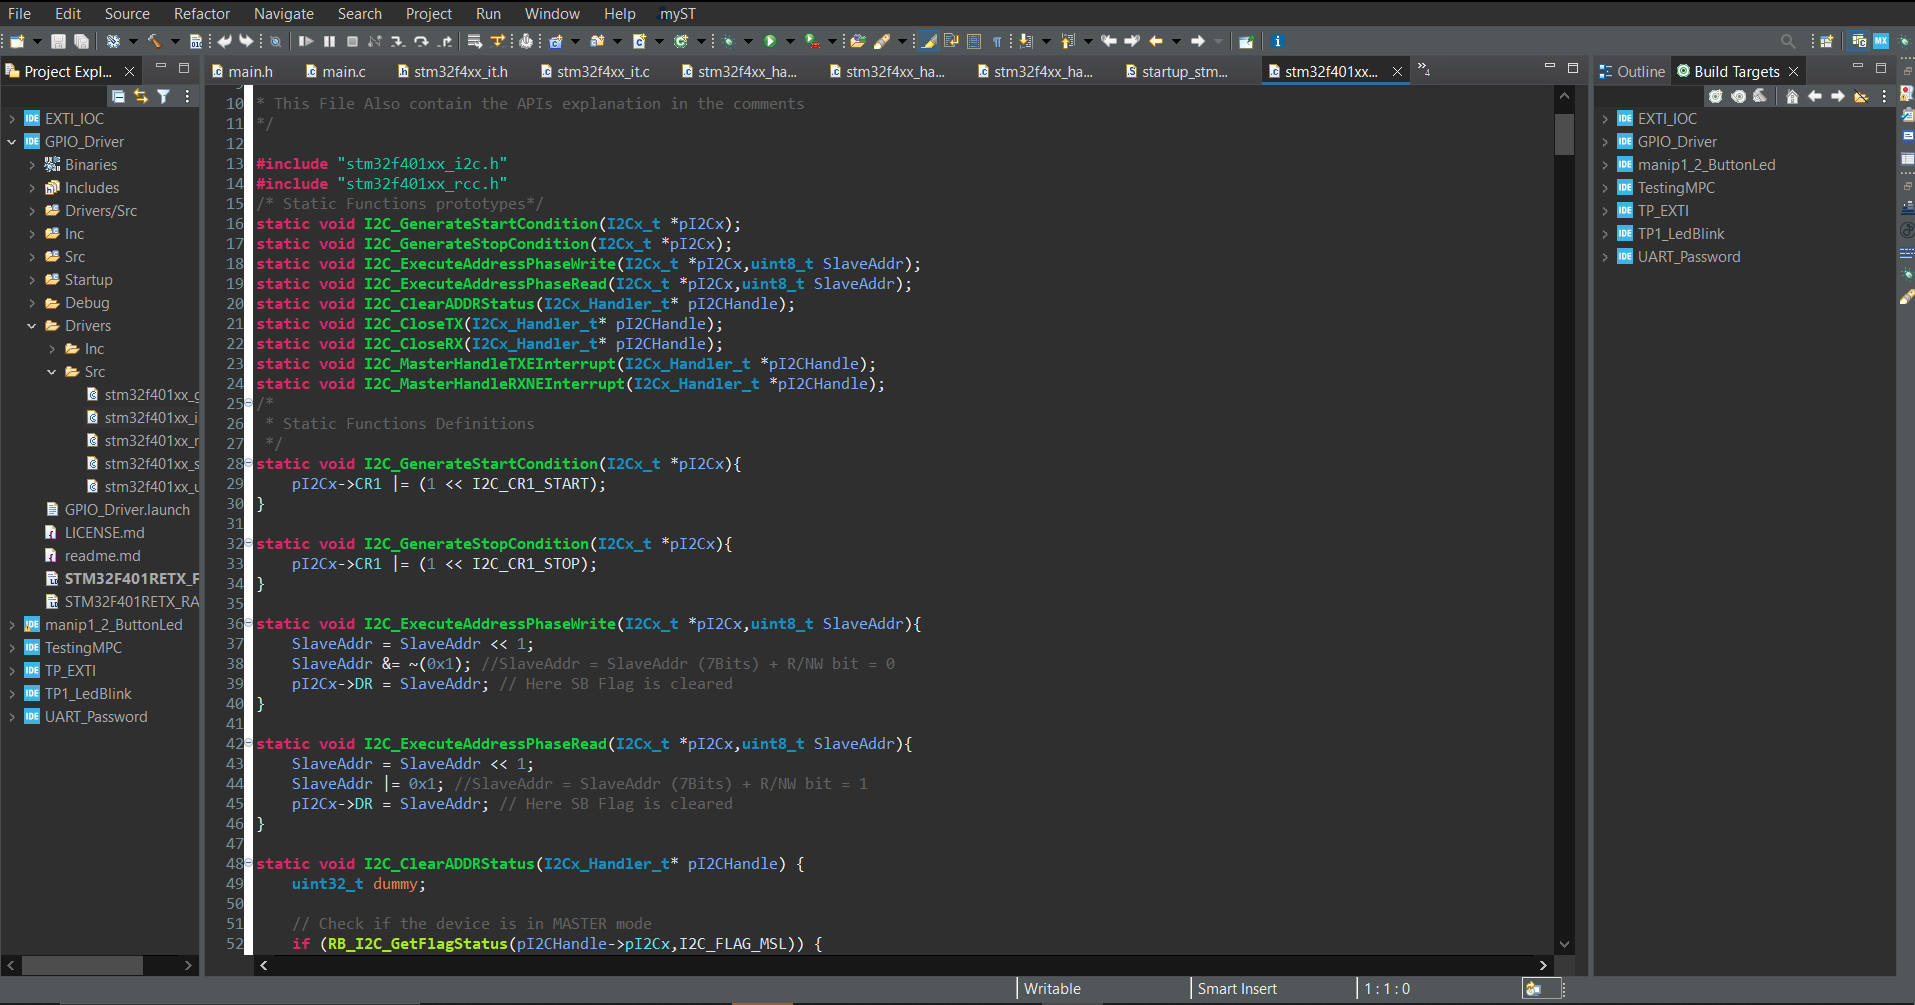 File Edit Source Refactor Navigate Search Project Run Window Help myST
Project Expl...
main.h main.c stm32f4xx_it.h stm32f4xx_it.c stm32f4xx_ha... stm32f4xx_ha... stm32f4xx_ha... startup_stm... stm32f401xx... »4
Outline Build Targets
EXTI_IOC
GPIO_Driver
Binaries
Includes
Drivers/Src
Inc
Src
Startup
Debug
Drivers
Inc
Src
stm32f401xx_g
stm32f401xx_i
stm32f401xx_r
stm32f401xx_s
stm32f401xx_u
GPIO_Driver.launch
LICENSE.md
readme.md
STM32F401RETX_F
STM32F401RETX_RA
manip1_2_ButtonLed
TestingMPC
TP_EXTI
TP1_LedBlink
UART_Password
10 * This File Also contain the APIs explanation in the comments
11 */
12
13 #include "stm32f401xx_i2c.h"
14 #include "stm32f401xx_rcc.h"
15 /* Static Functions prototypes*/
16 static void I2C_GenerateStartCondition(I2Cx_t *pI2Cx);
17 static void I2C_GenerateStopCondition(I2Cx_t *pI2Cx);
18 static void I2C_ExecuteAddressPhaseWrite(I2Cx_t *pI2Cx,uint8_t SlaveAddr);
19 static void I2C_ExecuteAddressPhaseRead(I2Cx_t *pI2Cx,uint8_t SlaveAddr);
20 static void I2C_ClearADDRStatus(I2Cx_Handler_t* pI2CHandle);
21 static void I2C_CloseTX(I2Cx_Handler_t* pI2CHandle);
22 static void I2C_CloseRX(I2Cx_Handler_t* pI2CHandle);
23 static void I2C_MasterHandleTXEInterrupt(I2Cx_Handler_t *pI2CHandle);
24 static void I2C_MasterHandleRXNEInterrupt(I2Cx_Handler_t *pI2CHandle);
25 /*
26 * Static Functions Definitions
27 */
28 static void I2C_GenerateStartCondition(I2Cx_t *pI2Cx){
29 pI2Cx->CR1 |= (1 << I2C_CR1_START);
30 }
31
32 static void I2C_GenerateStopCondition(I2Cx_t *pI2Cx){
33 pI2Cx->CR1 |= (1 << I2C_CR1_STOP);
34 }
35
36 static void I2C_ExecuteAddressPhaseWrite(I2Cx_t *pI2Cx,uint8_t SlaveAddr){
37 SlaveAddr = SlaveAddr << 1;
38 SlaveAddr &= ~(0x1); //SlaveAddr = SlaveAddr (7Bits) + R/NW bit = 0
39 pI2Cx->DR = SlaveAddr; // Here SB Flag is cleared
40 }
41
42 static void I2C_ExecuteAddressPhaseRead(I2Cx_t *pI2Cx,uint8_t SlaveAddr){
43 SlaveAddr = SlaveAddr << 1;
44 SlaveAddr |= 0x1; //SlaveAddr = SlaveAddr (7Bits) + R/NW bit = 1
45 pI2Cx->DR = SlaveAddr; // Here SB Flag is cleared
46 }
47
48 static void I2C_ClearADDRStatus(I2Cx_Handler_t* pI2CHandle) {
49 uint32_t dummy;
50
51 // Check if the device is in MASTER mode
52 if (RB_I2C_GetFlagStatus(pI2CHandle->pI2Cx,I2C_FLAG_MSL)) {
EXTI_IOC
GPIO_Driver
manip1_2_ButtonLed
TestingMPC
TP_EXTI
TP1_LedBlink
UART_Password
Writable Smart Insert 1 : 1 : 0